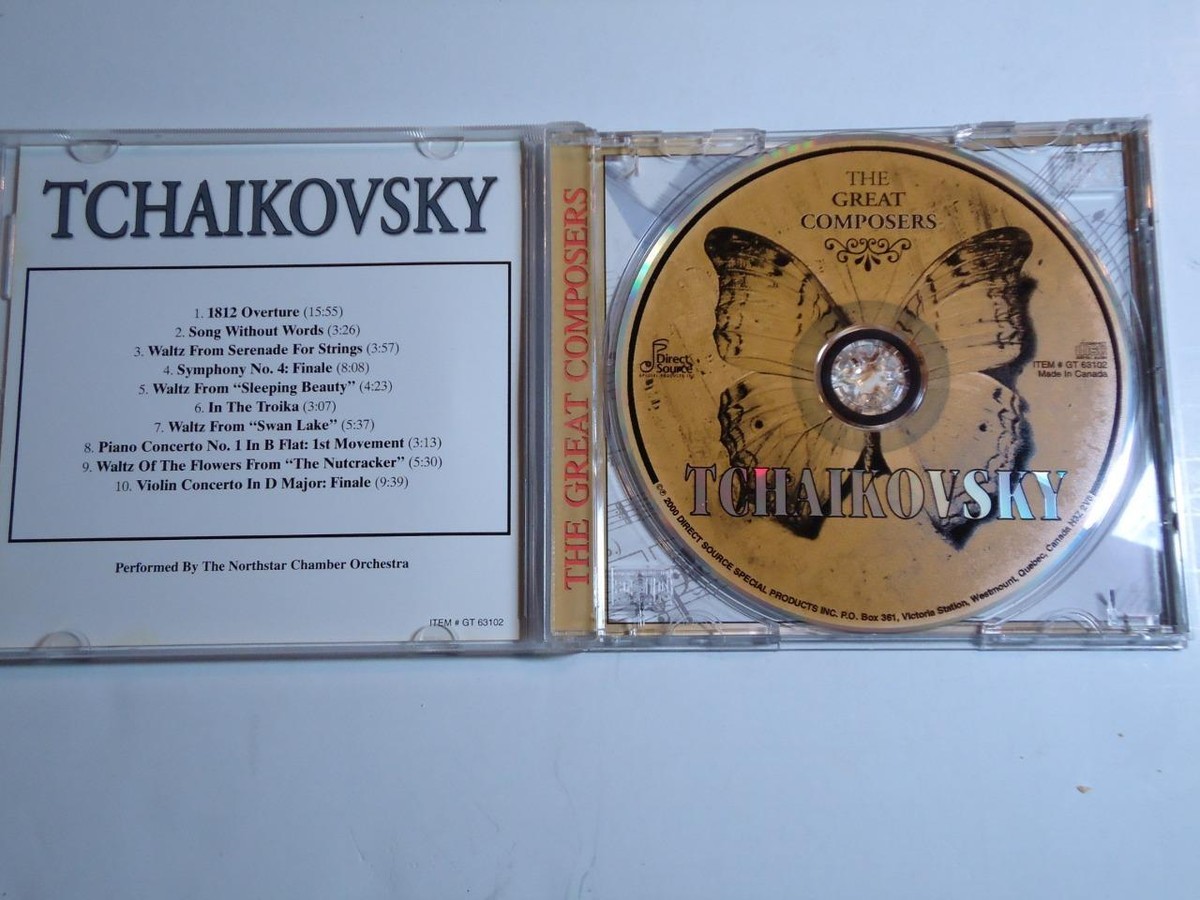 TCHAIKOVSKY
1. 1812 Overture (15:55)
2. Song Without Words (3:26)
3. Waltz From Serenade For Strings (3:57)
4. Symphony No. 4: Finale (8:08)
5. Waltz From “Sleeping Beauty” (4:23)
6. In The Troika (3:07)
7. Waltz From “Swan Lake” (5:37)
8. Piano Concerto No. 1 In B Flat: 1st Movement (3:13)
9. Waltz Of The Flowers From “The Nutcracker” (5:30)
10. Violin Concerto In D Major: Finale (9:39)
Performed By The Northstar Chamber Orchestra
ITEM # GT 63102
THE GREAT COMPOSERS
THE
GREAT
COMPOSERS
Direct
Source
SPECIAL PRODUCTS INC.
ITEM # GT 63102
Made In Canada
TCHAIKOVSKY
©℗ 2000 DIRECT SOURCE SPECIAL PRODUCTS INC. P.O. Box 361, Victoria Station, Westmount, Quebec, Canada H3Z 2V8